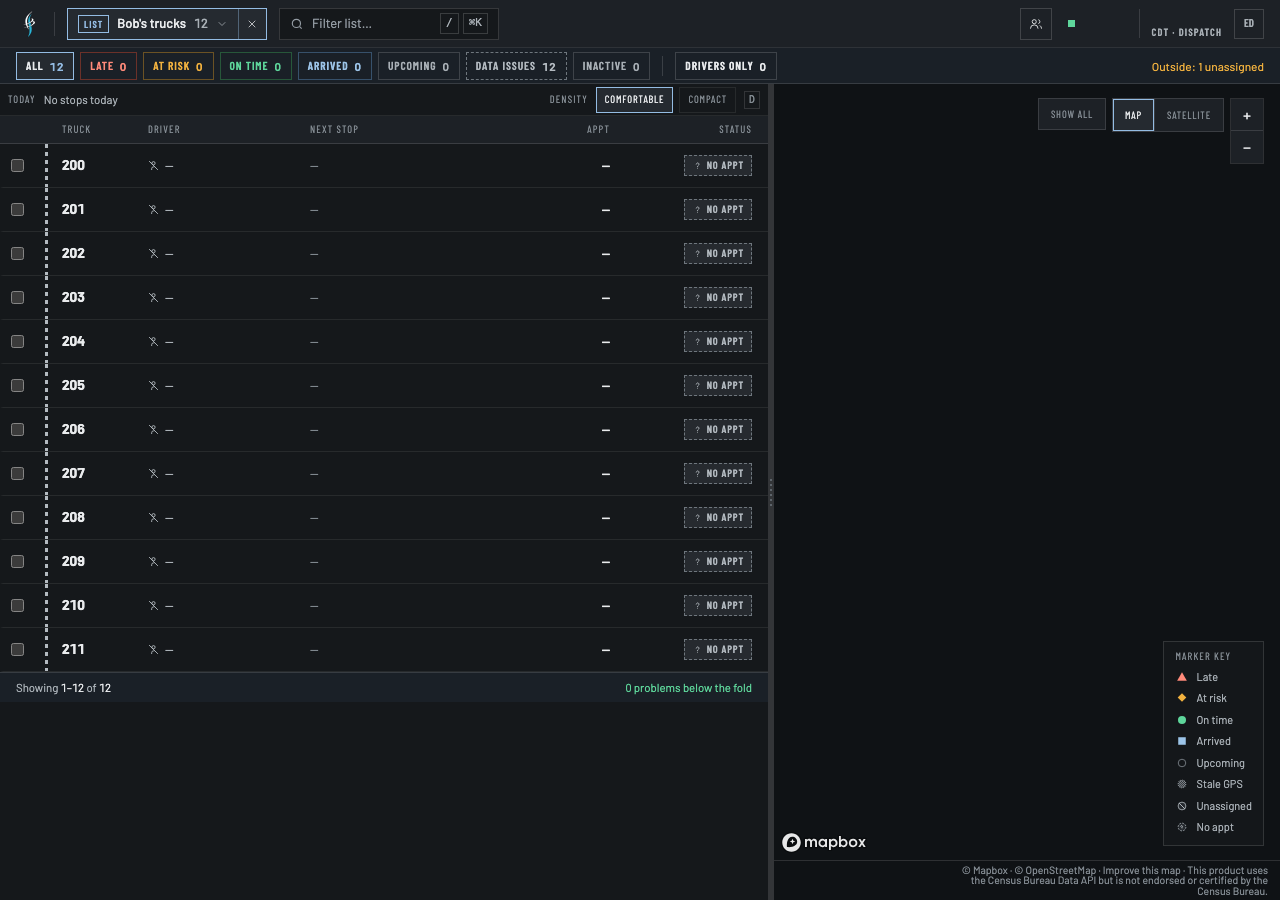 LIST Bob's trucks 12
Filter list... / ⌘K
CDT · DISPATCH
ED
ALL 12
LATE 0
AT RISK 0
ON TIME 0
ARRIVED 0
UPCOMING 0
DATA ISSUES 12
INACTIVE 0
DRIVERS ONLY 0
Outside: 1 unassigned
TODAY No stops today
DENSITY COMFORTABLE COMPACT D
TRUCK DRIVER NEXT STOP APPT STATUS
200 — — — ? NO APPT
201 — — — ? NO APPT
202 — — — ? NO APPT
203 — — — ? NO APPT
204 — — — ? NO APPT
205 — — — ? NO APPT
206 — — — ? NO APPT
207 — — — ? NO APPT
208 — — — ? NO APPT
209 — — — ? NO APPT
210 — — — ? NO APPT
211 — — — ? NO APPT
Showing 1–12 of 12
0 problems below the fold
SHOW ALL
MAP
SATELLITE
+
−
MARKER KEY
Late
At risk
On time
Arrived
Upcoming
Stale GPS
Unassigned
No appt
mapbox
© Mapbox · © OpenStreetMap · Improve this map · This product uses
the Census Bureau Data API but is not endorsed or certified by the
Census Bureau.